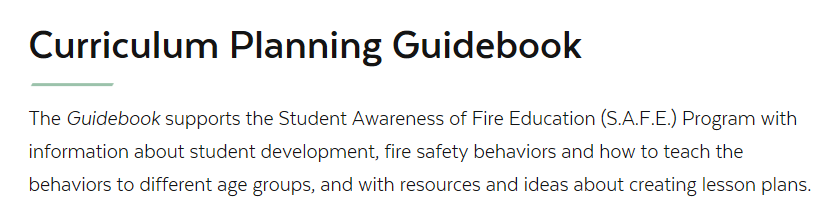 Curriculum Planning Guidebook
The Guidebook supports the Student Awareness of Fire Education (S.A.F.E.) Program with
information about student development, fire safety behaviors and how to teach the
behaviors to different age groups, and with resources and ideas about creating lesson plans.